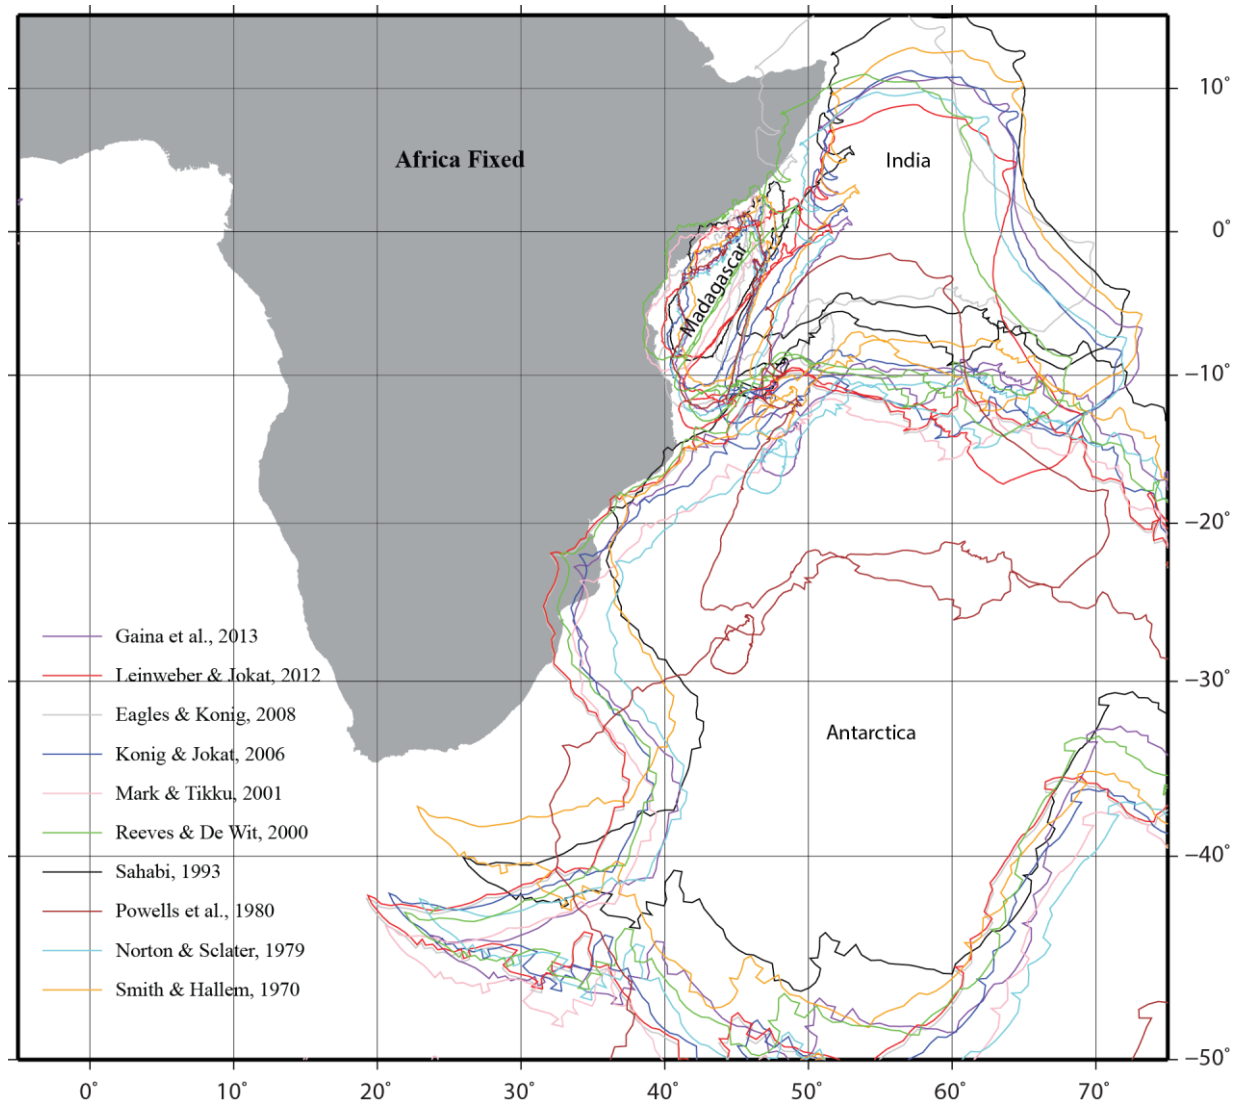 10°
Africa Fixed
India
0°
Madagascar
−10°
−20°
Gaina et al., 2013
Leinweber & Jokat, 2012
−30°
Eagles & Konig, 2008
Antarctica
Konig & Jokat, 2006
Mark & Tikku, 2001
Reeves & De Wit, 2000
−40°
Sahabi, 1993
Powells et al., 1980
Norton & Sclater, 1979
Smith & Hallem, 1970
−50°
0° 10° 20° 30° 40° 50° 60° 70°